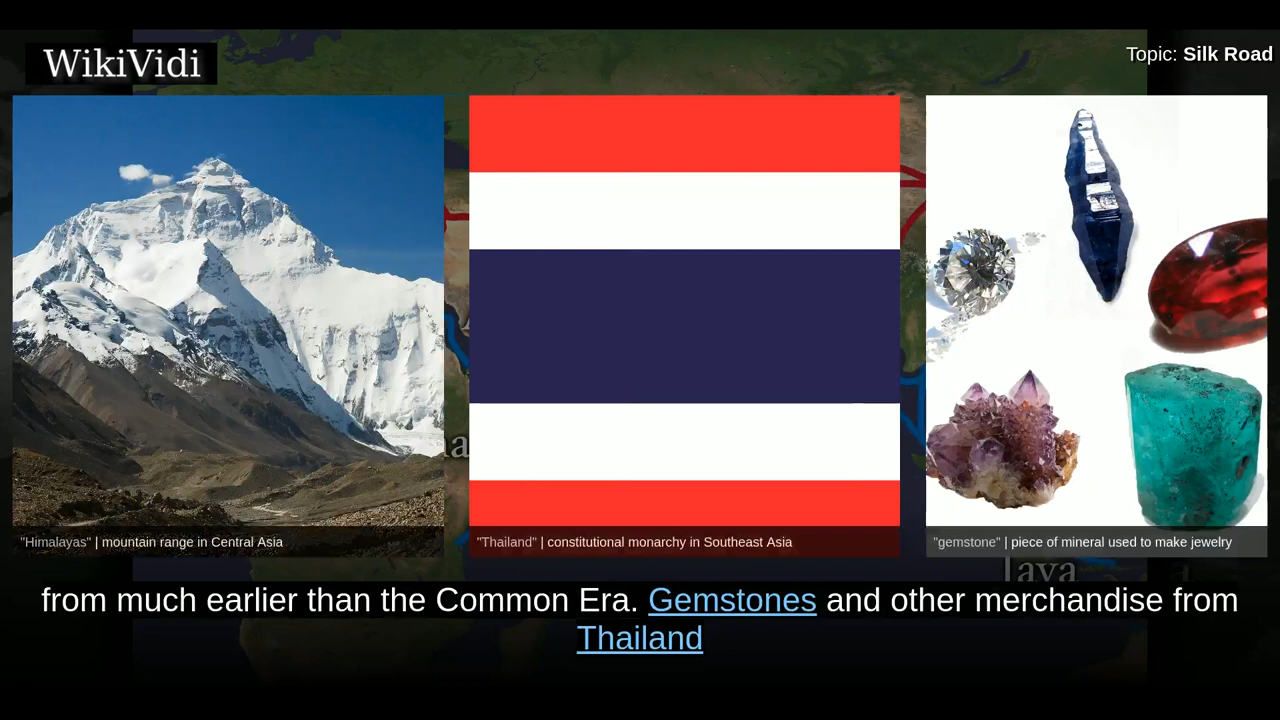 WikiVidi
Topic: Silk Road
"Himalayas" | mountain range in Central Asia
"Thailand" | constitutional monarchy in Southeast Asia
"gemstone" | piece of mineral used to make jewelry
Java
from much earlier than the Common Era. Gemstones and other merchandise from
Thailand